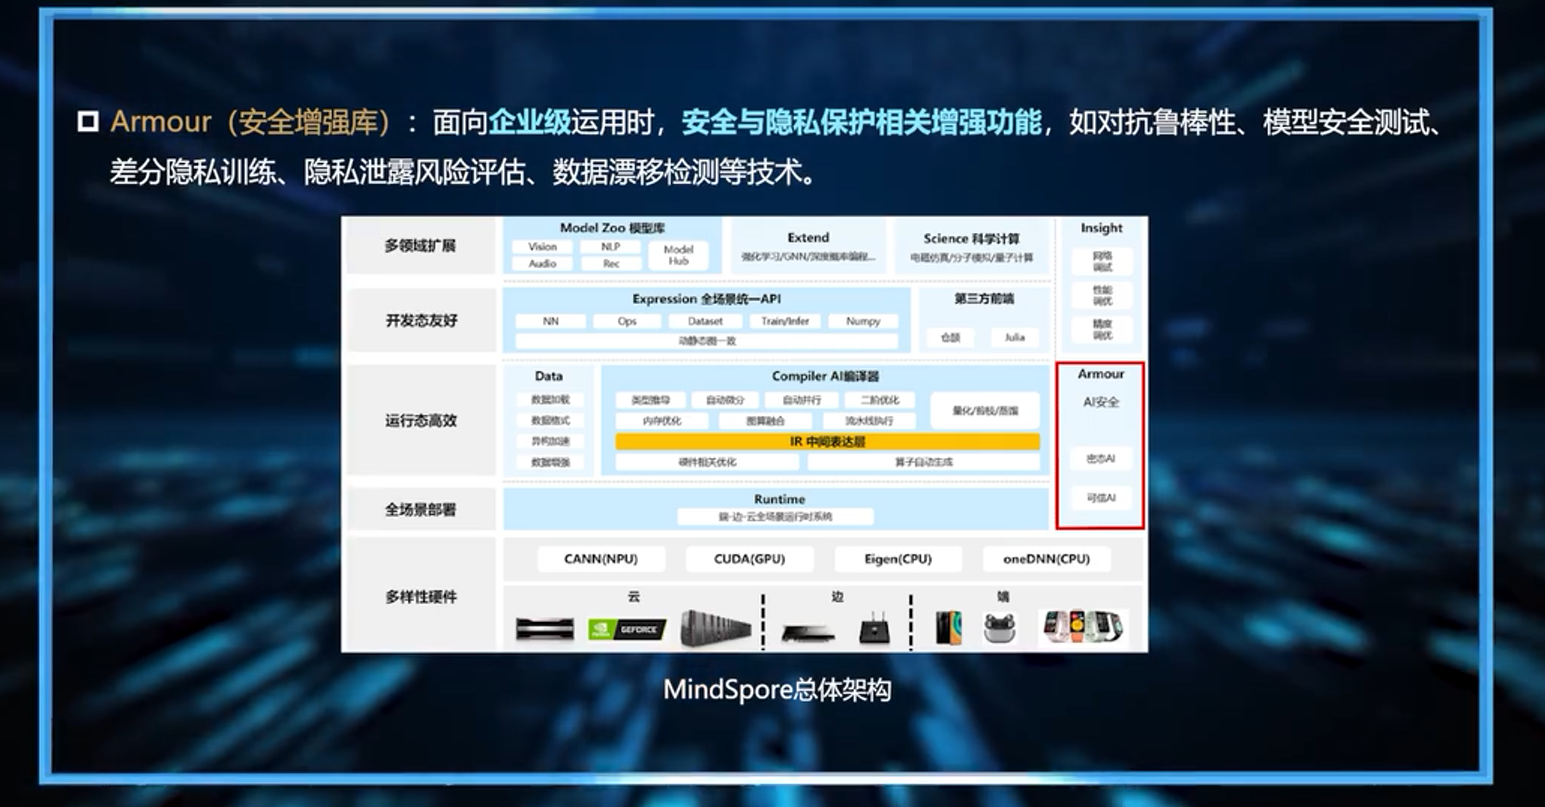 Armour（安全增强库）：面向企业级运用时，安全与隐私保护相关增强功能，如对抗鲁棒性、模型安全测试、
差分隐私训练、隐私泄露风险评估、数据漂移检测等技术。
多领域扩展
Model Zoo 模型库
Vision
NLP
Model
Hub
Audio
Rec
Extend
强化学习/GNN/深度概率编程...
Science 科学计算
电磁仿真/分子模拟/量子计算
Insight
网络
调试
性能
调优
精度
调优
开发态友好
Expression 全场景统一API
NN
Ops
Dataset
Train/Infer
Numpy
动静态图一致
第三方前端
仓颉
Julia
运行态高效
Data
数据加载
数据格式
异构加速
数据增强
Compiler AI编译器
类型推导
自动微分
自动并行
二阶优化
内存优化
图算融合
流水线执行
量化/剪枝/蒸馏
IR 中间表达层
硬件相关优化
算子自动生成
Armour
AI安全
密态AI
可信AI
全场景部署
Runtime
端-边-云全场景运行时系统
多样性硬件
CANN(NPU)
CUDA(GPU)
Eigen(CPU)
oneDNN(CPU)
云
边
端
GEFORCE
MindSpore总体架构